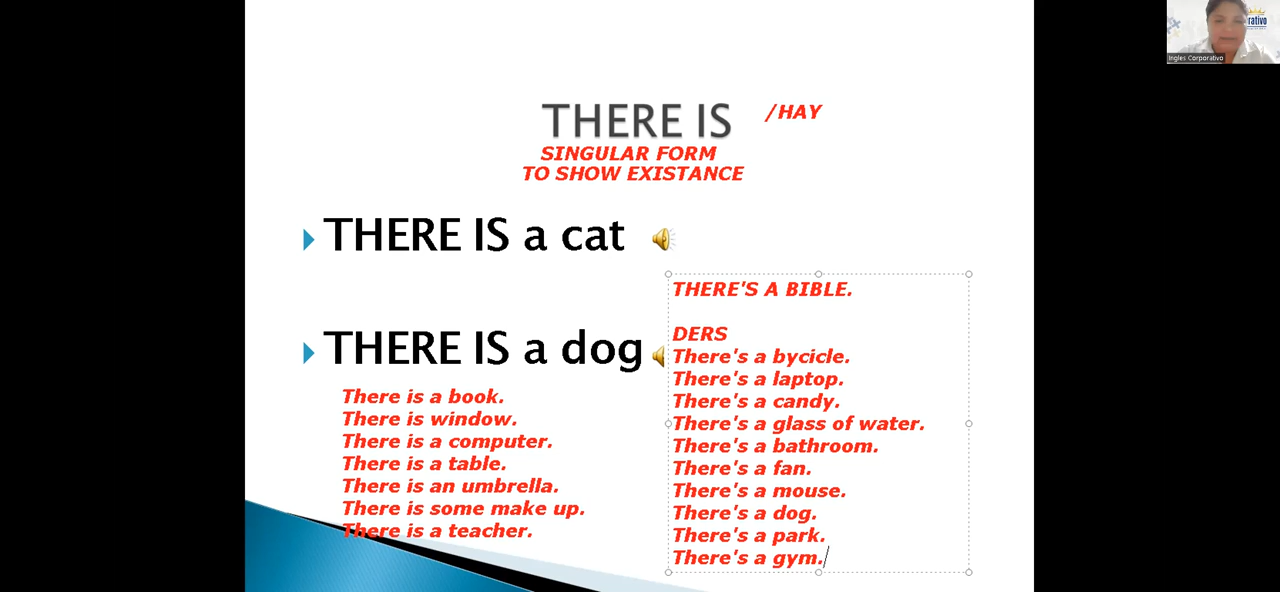 THERE IS /HAY
SINGULAR FORM
TO SHOW EXISTANCE
THERE IS a cat
THERE IS a dog
There is a book.
There is window.
There is a computer.
There is a table.
There is an umbrella.
There is some make up.
There is a teacher.
THERE'S A BIBLE.
DERS
There's a bycicle.
There's a laptop.
There's a candy.
There's a glass of water.
There's a bathroom.
There's a fan.
There's a mouse.
There's a dog.
There's a park.
There's a gym.
rativo
Ingles Corporativo